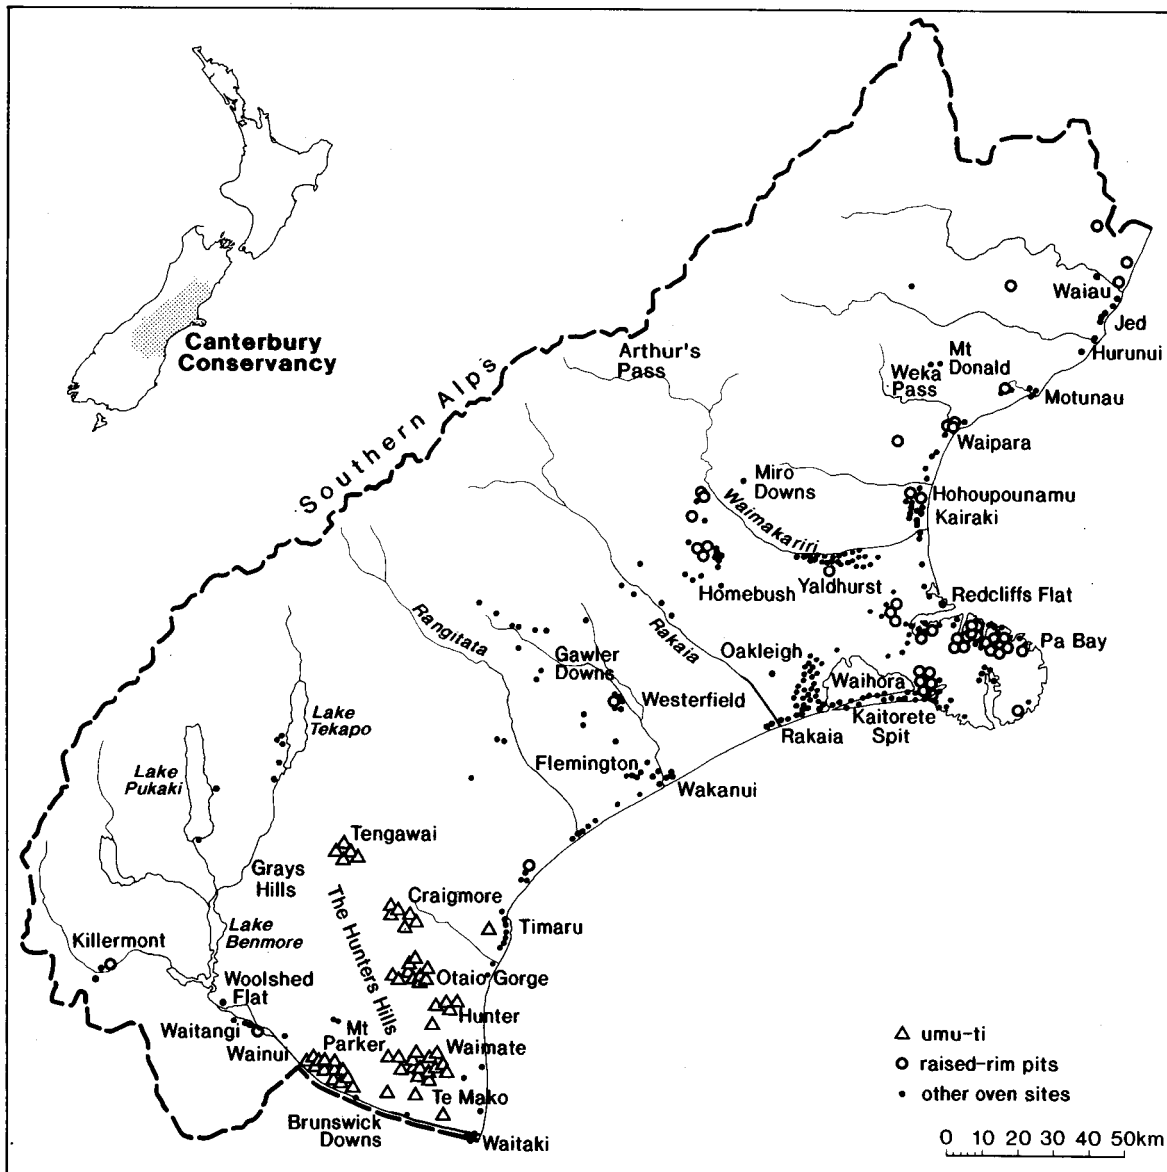 Canterbury
Conservancy
Southern Alps
Arthur's
Pass
Waiau
Jed
Hurunui
Mt
Donald
Weka
Pass
Motunau
Waipara
Miro
Downs
Hohoupounamu
Kairaki
Waimakariri
Yaldhurst
Homebush
Redcliffs Flat
Pa Bay
Oakleigh
Waihora
Kaitorete
Spit
Rakaia
Rakaia
Rangitata
Gawler
Downs
Westerfield
Flemington
Wakanui
Lake
Tekapo
Lake
Pukaki
Tengawai
Grays
Hills
The Hunters Hills
Craigmore
Timaru
Lake
Benmore
Killermont
Woolshed
Flat
Otaio Gorge
Hunter
Waitangi
Wainui
Mt
Parker
Waimate
Te Mako
Brunswick
Downs
Waitaki
umu-ti
raised-rim pits
other oven sites
0 10 20 30 40 50km